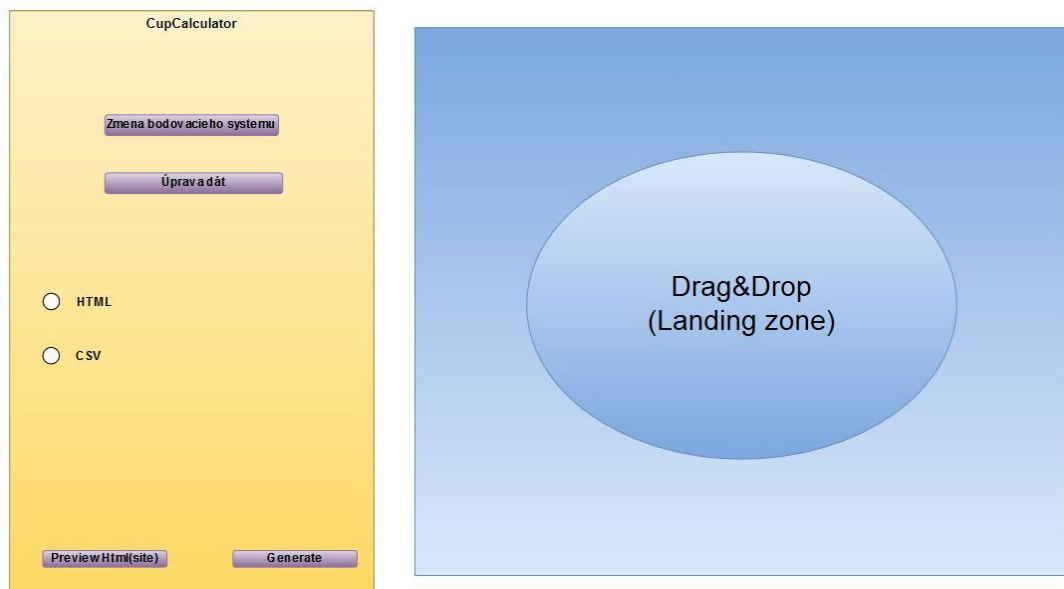 CupCalculator
Zmena bodovacieho systemu
Úprava dát
HTML
CSV
Preview Html(site)
Generate
Drag&Drop
(Landing zone)